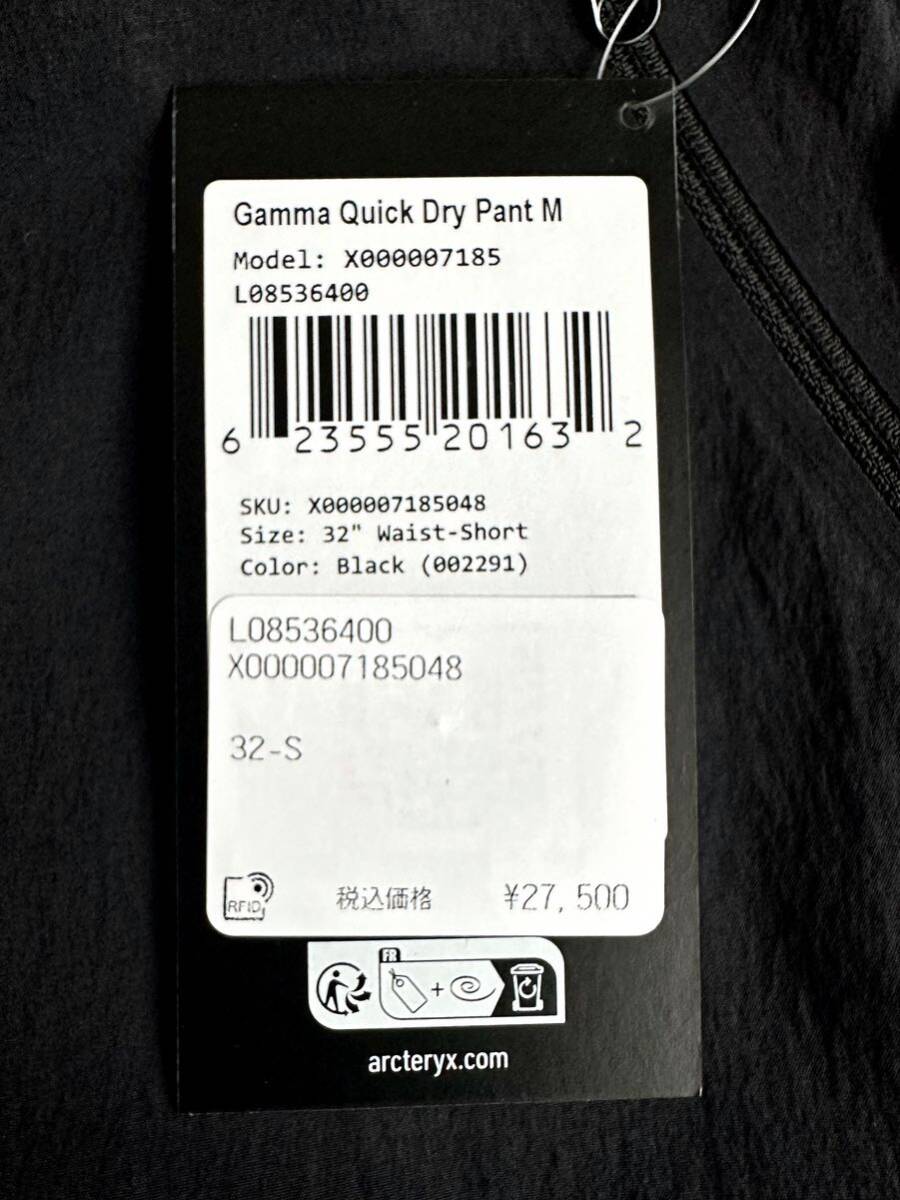 Gamma Quick Dry Pant M
Model: X000007185
L08536400
6 23555 20163 2
SKU: X000007185048
Size: 32" Waist-Short
Color: Black (002291)
L08536400
X000007185048
32-S
RFID
税込価格 ¥27,500
FR
arcteryx.com